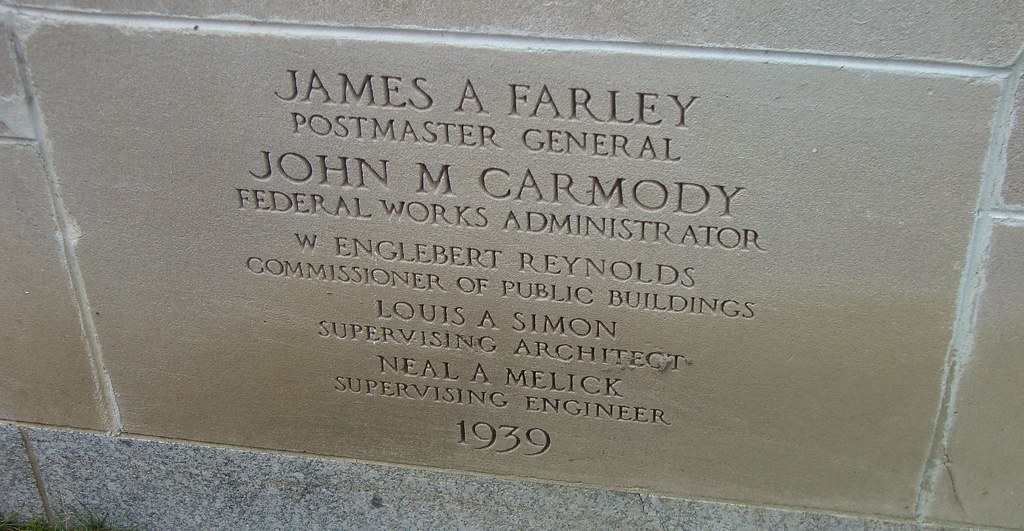 JAMES A FARLEY
POSTMASTER GENERAL
JOHN M CARMODY
FEDERAL WORKS ADMINISTRATOR
W ENGLEBERT REYNOLDS
COMMISSIONER OF PUBLIC BUILDINGS
LOUIS A SIMON
SUPERVISING ARCHITECT
NEAL A MELICK
SUPERVISING ENGINEER
1939